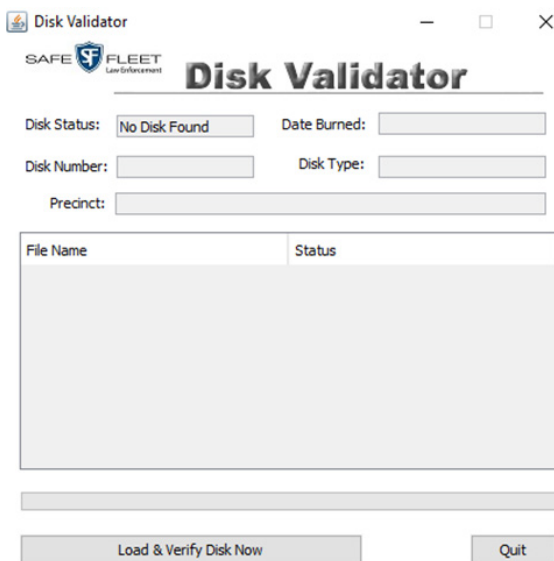 Disk Validator
SAFE SF FLEET
Law Enforcement
Disk Validator
Disk Status: No Disk Found Date Burned:
Disk Number: Disk Type:
Precinct:
File Name Status
Load & Verify Disk Now Quit